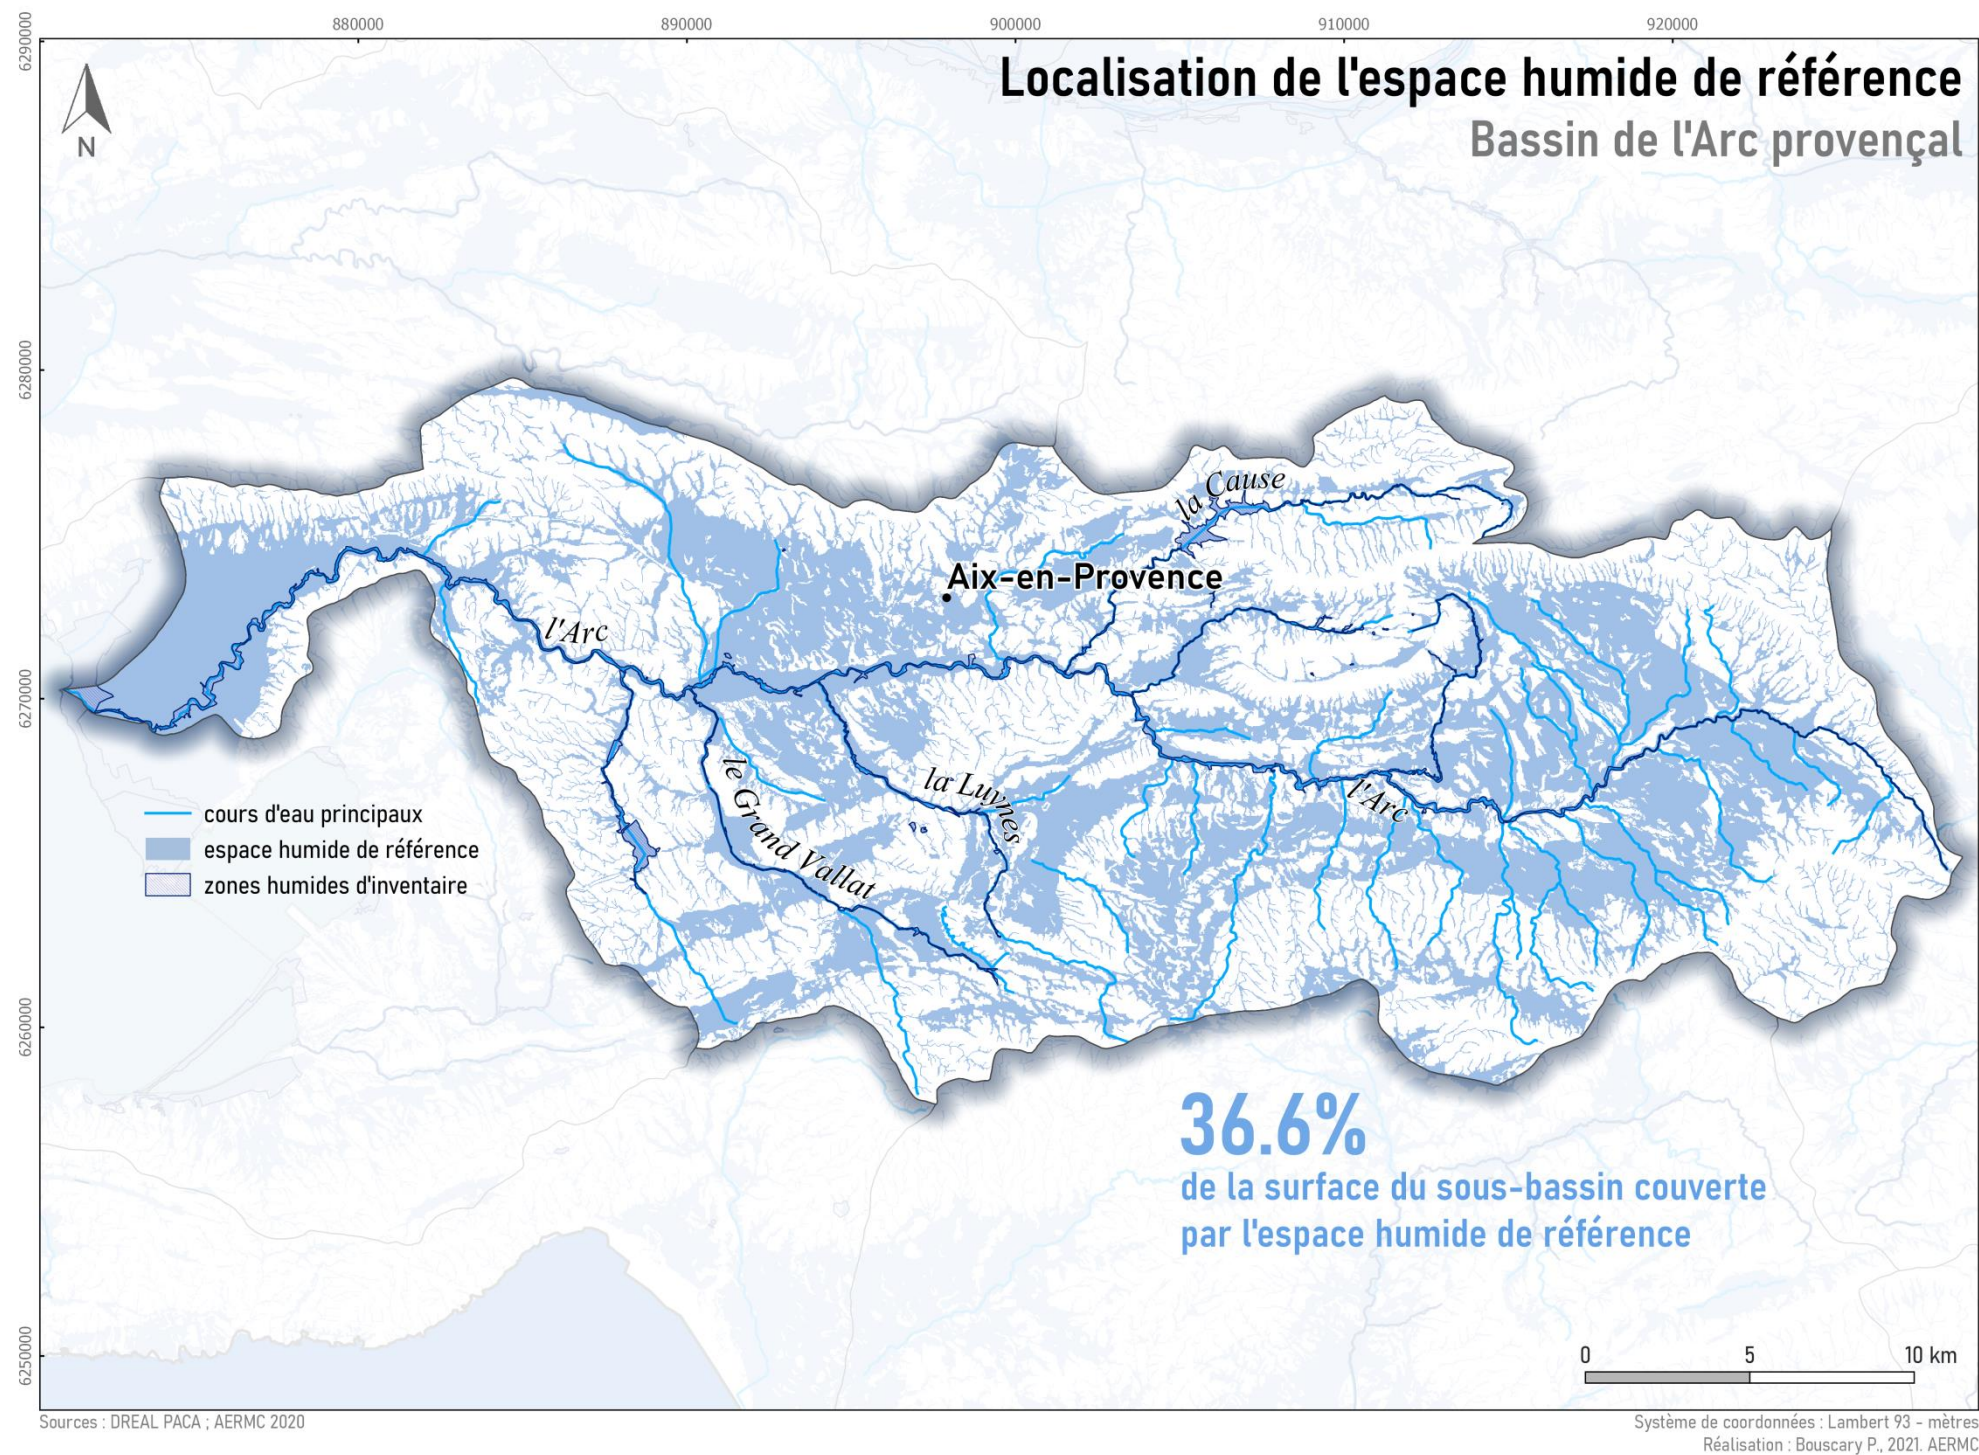 880000
890000
900000
910000
920000
6290000
6280000
6270000
6260000
6250000
N
Localisation de l'espace humide de référence
Bassin de l'Arc provençal
la Cause
Aix-en-Provence
l'Arc
la Luynes
le Grand Vallat
l'Arc
cours d'eau principaux
espace humide de référence
zones humides d'inventaire
36.6%
de la surface du sous-bassin couverte
par l'espace humide de référence
0 5 10 km
Sources : DREAL PACA ; AERMC 2020
Système de coordonnées : Lambert 93 - mètres
Réalisation : Bouscary P., 2021. AERMC